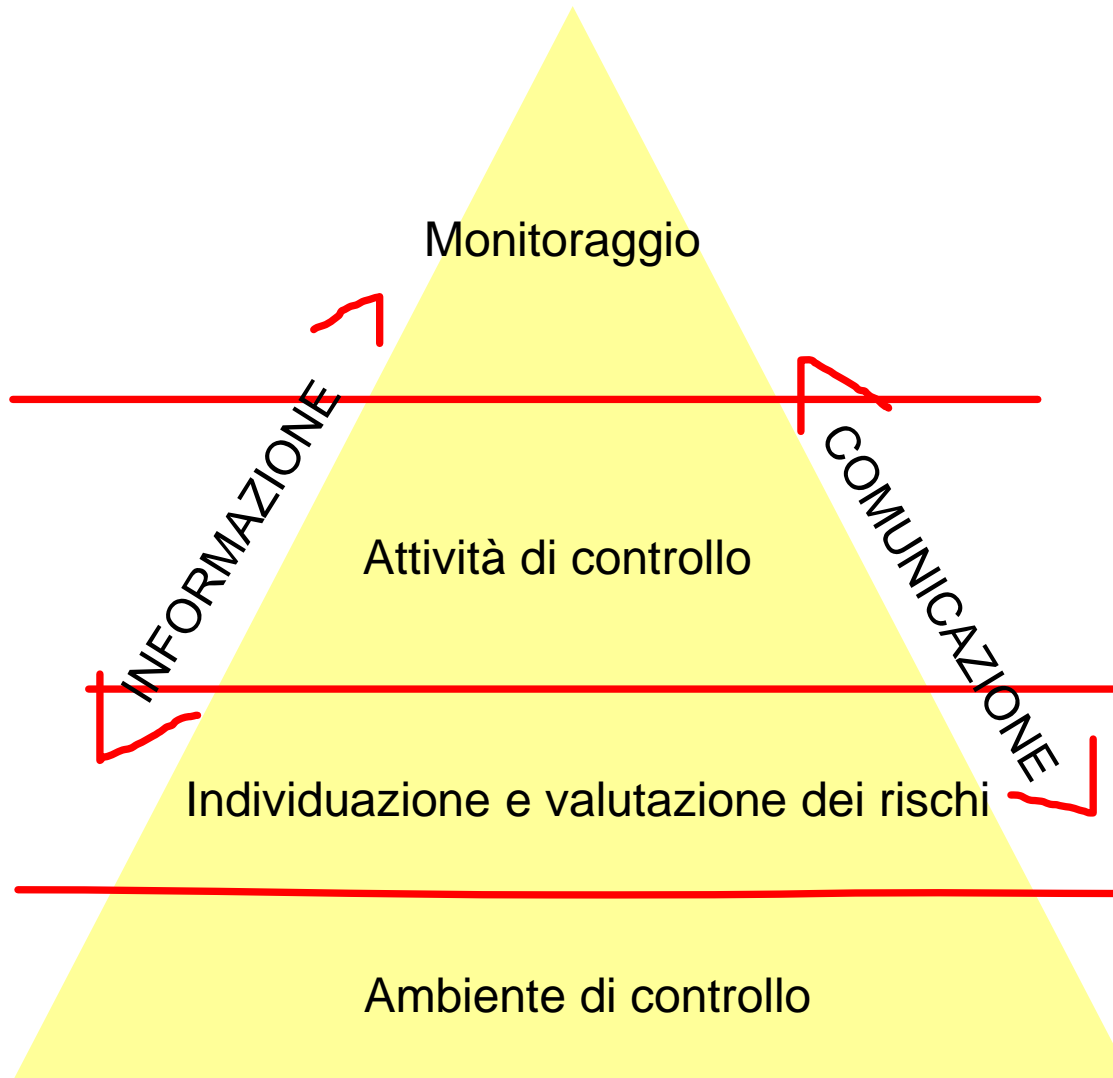 Monitoraggio
INFORMAZIONE
COMUNICAZIONE
Attività di controllo
Individuazione e valutazione dei rischi
Ambiente di controllo